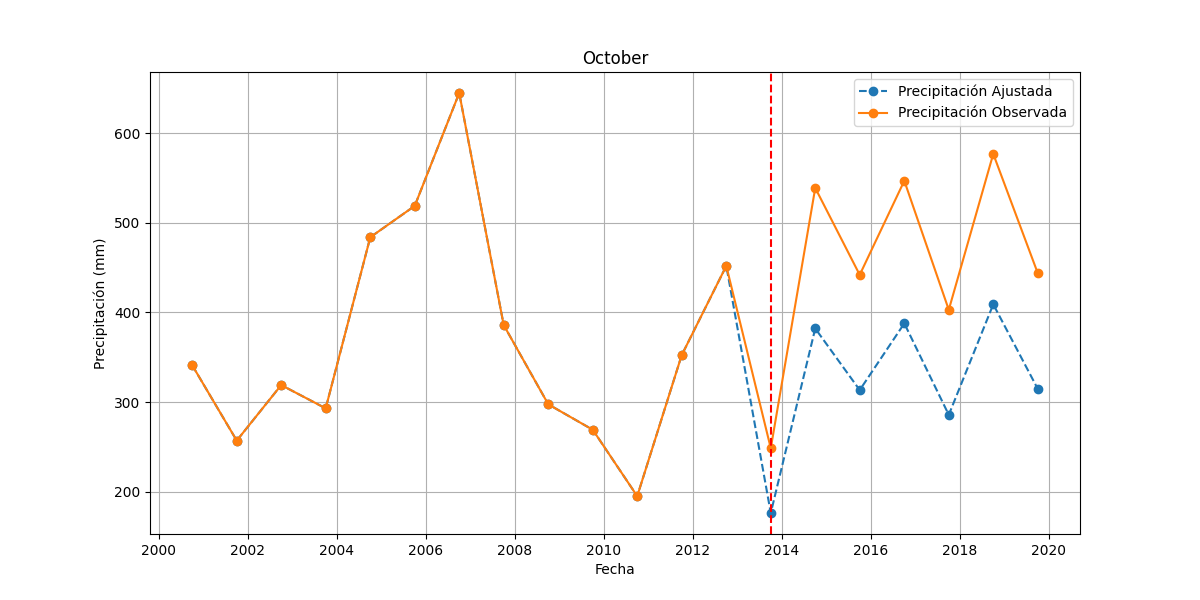 October
Precipitación Ajustada
Precipitación Observada
Precipitación (mm)
600
500
400
300
200
2000 2002 2004 2006 2008 2010 2012 2014 2016 2018 2020
Fecha